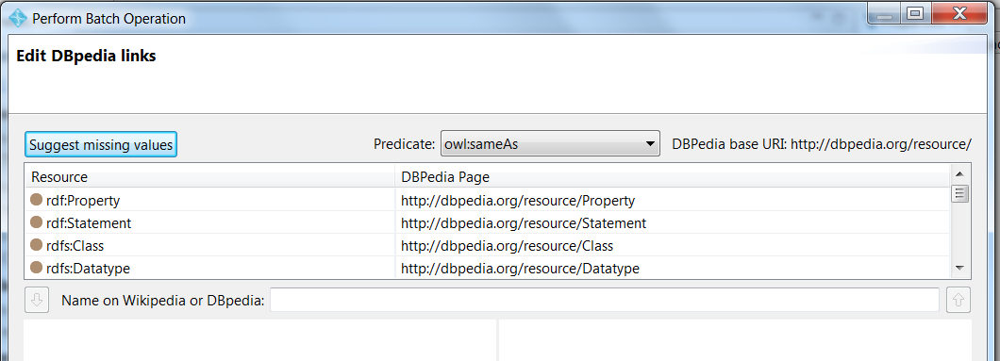 Perform Batch Operation
Edit DBpedia links
Suggest missing values Predicate: owl:sameAs DBPedia base URI: http://dbpedia.org/resource/
Resource DBPedia Page
rdf:Property http://dbpedia.org/resource/Property
rdf:Statement http://dbpedia.org/resource/Statement
rdfs:Class http://dbpedia.org/resource/Class
rdfs:Datatype http://dbpedia.org/resource/Datatype
Name on Wikipedia or DBpedia: